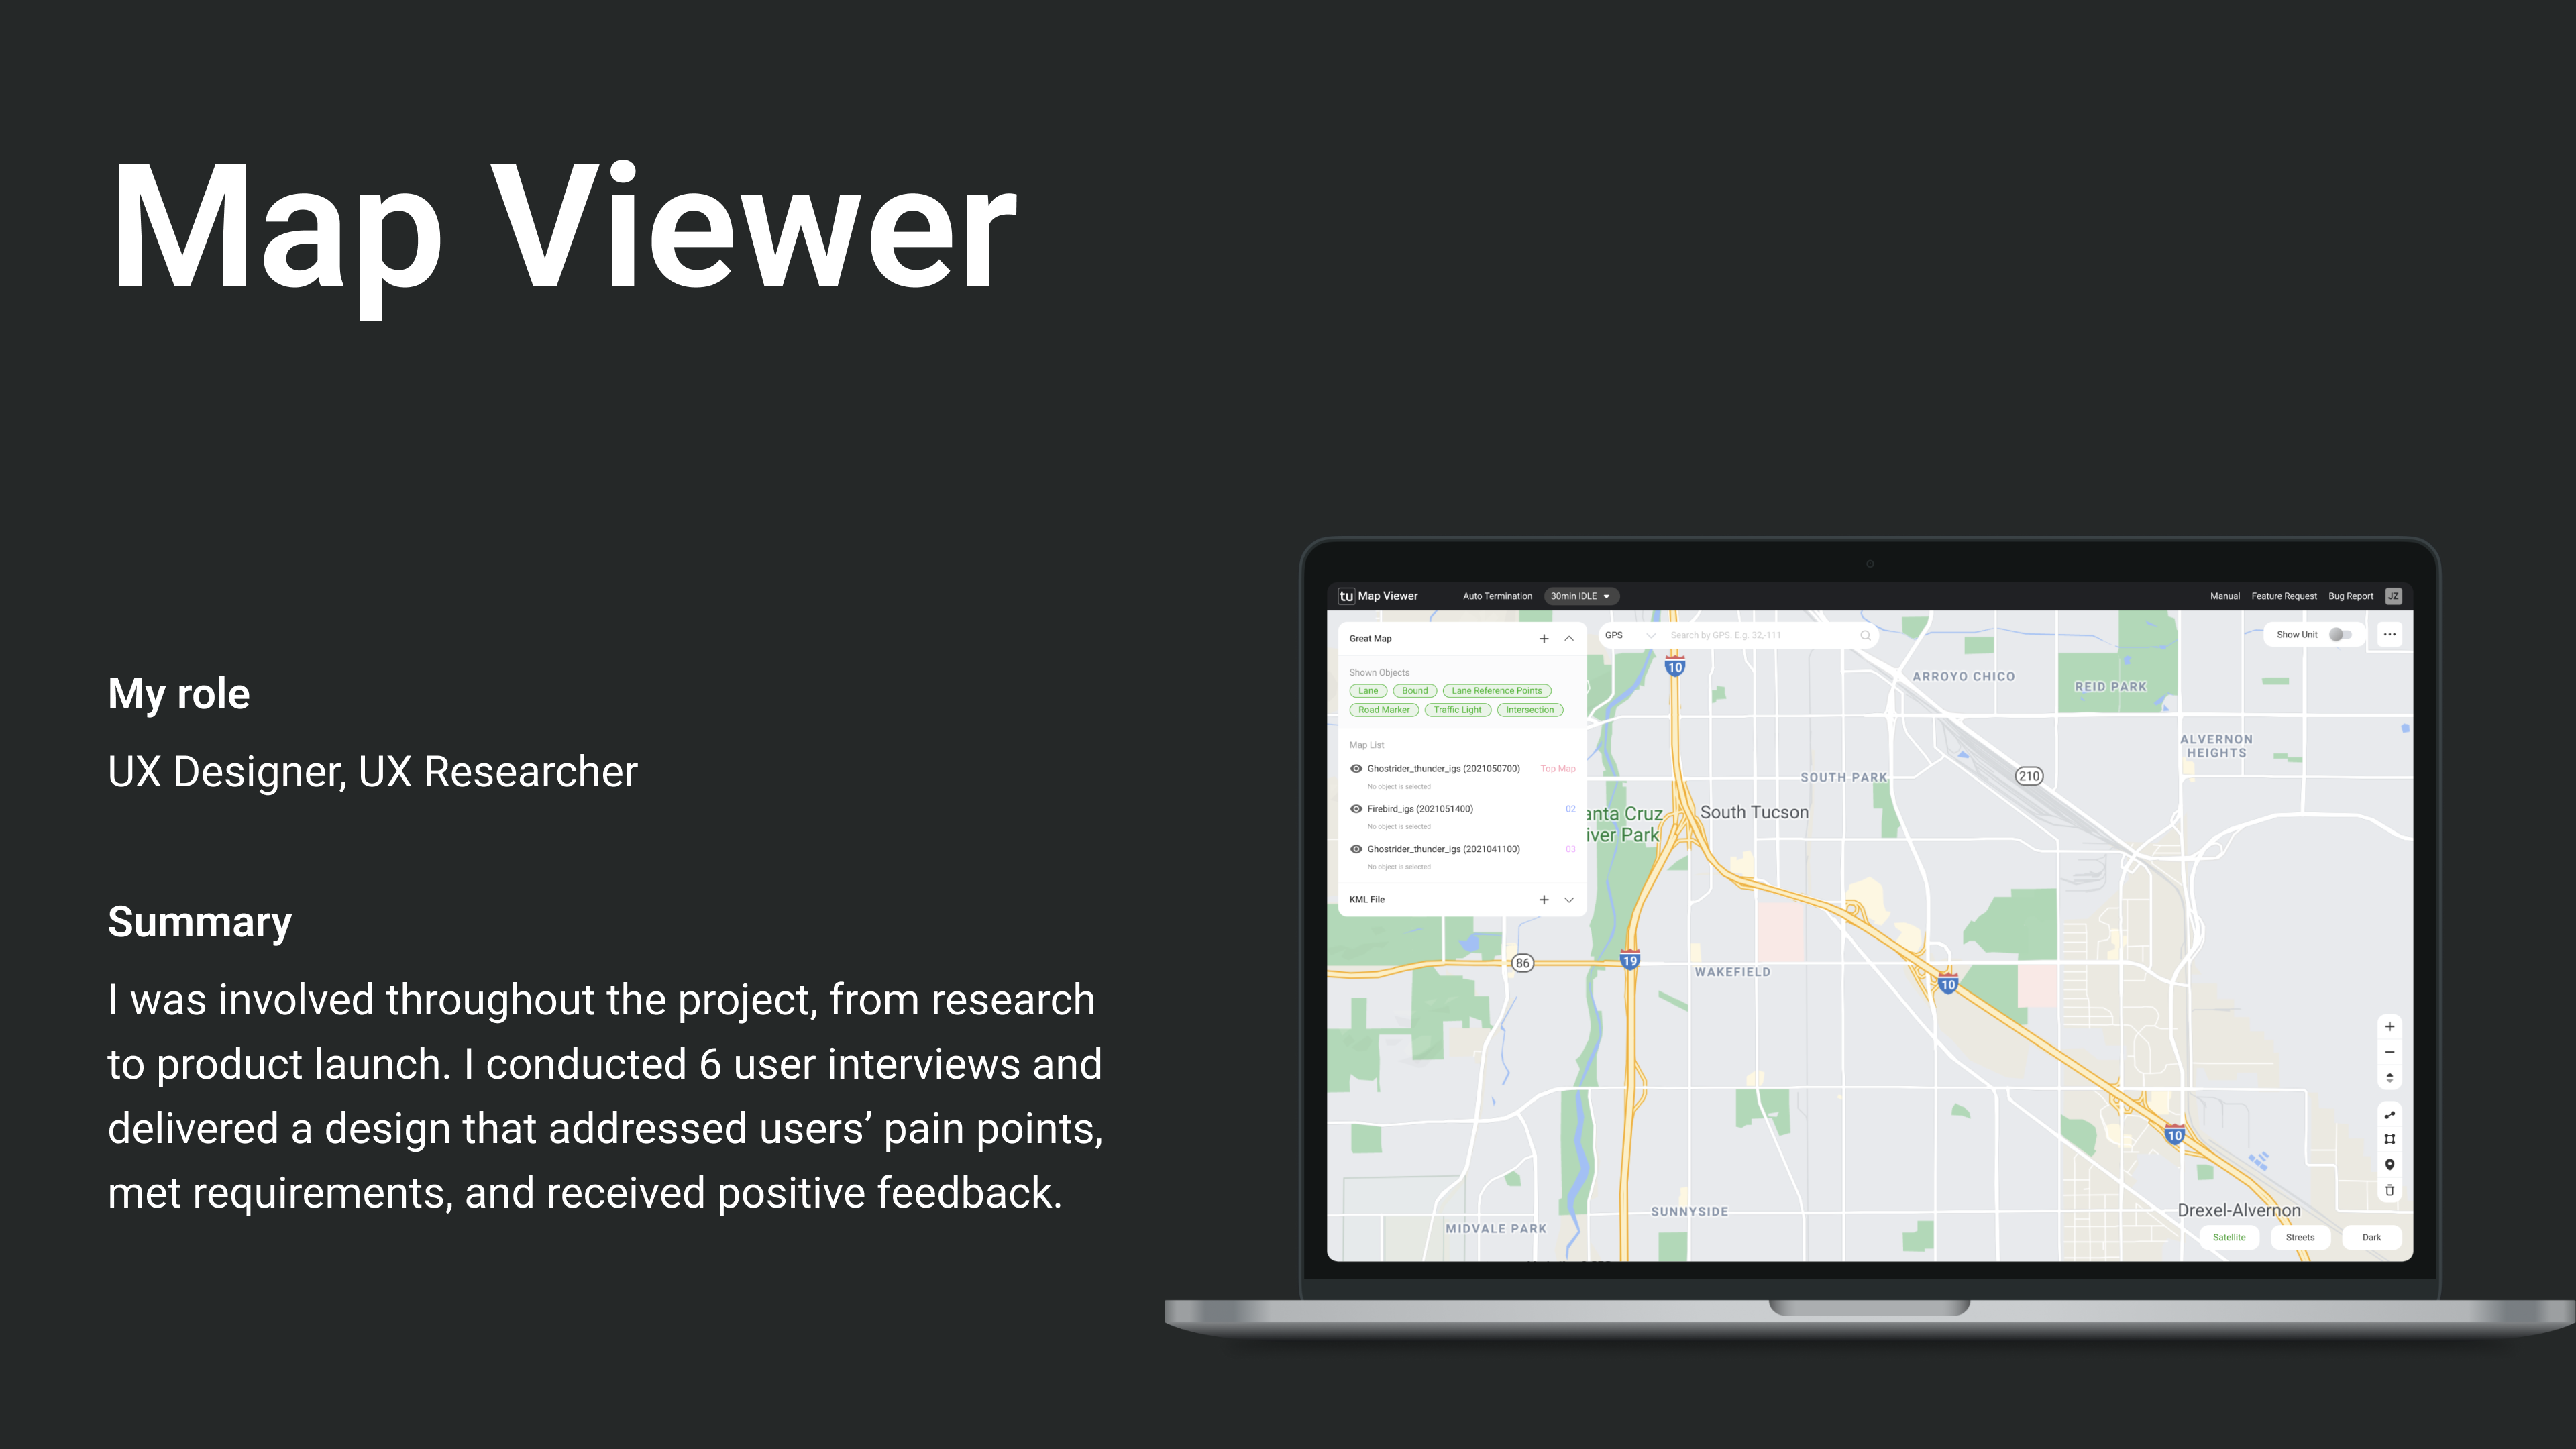 Map Viewer
My role
UX Designer, UX Researcher
Summary
I was involved throughout the project, from research
to product launch. I conducted 6 user interviews and
delivered a design that addressed users’ pain points,
met requirements, and received positive feedback.
tu Map Viewer
Auto Termination
30min IDLE
Manual
Feature Request
Bug Report
JZ
Great Map
Shown Objects
Lane
Bound
Lane Reference Points
Road Marker
Traffic Light
Intersection
Map List
Ghostrider_thunder_igs (2021050700)
Top Map
No object is selected
Firebird_igs (2021051400)
02
No object is selected
Ghostrider_thunder_igs (2021041100)
03
No object is selected
KML File
GPS
Search by GPS. E.g. 32,-111
Show Unit
10
ARROYO CHICO
REID PARK
ALVERNON
HEIGHTS
SOUTH PARK
210
South Tucson
anta Cruz
iver Park
86
19
WAKEFIELD
10
10
SUNNYSIDE
MIDVALE PARK
Drexel-Alvernon
Satellite
Streets
Dark